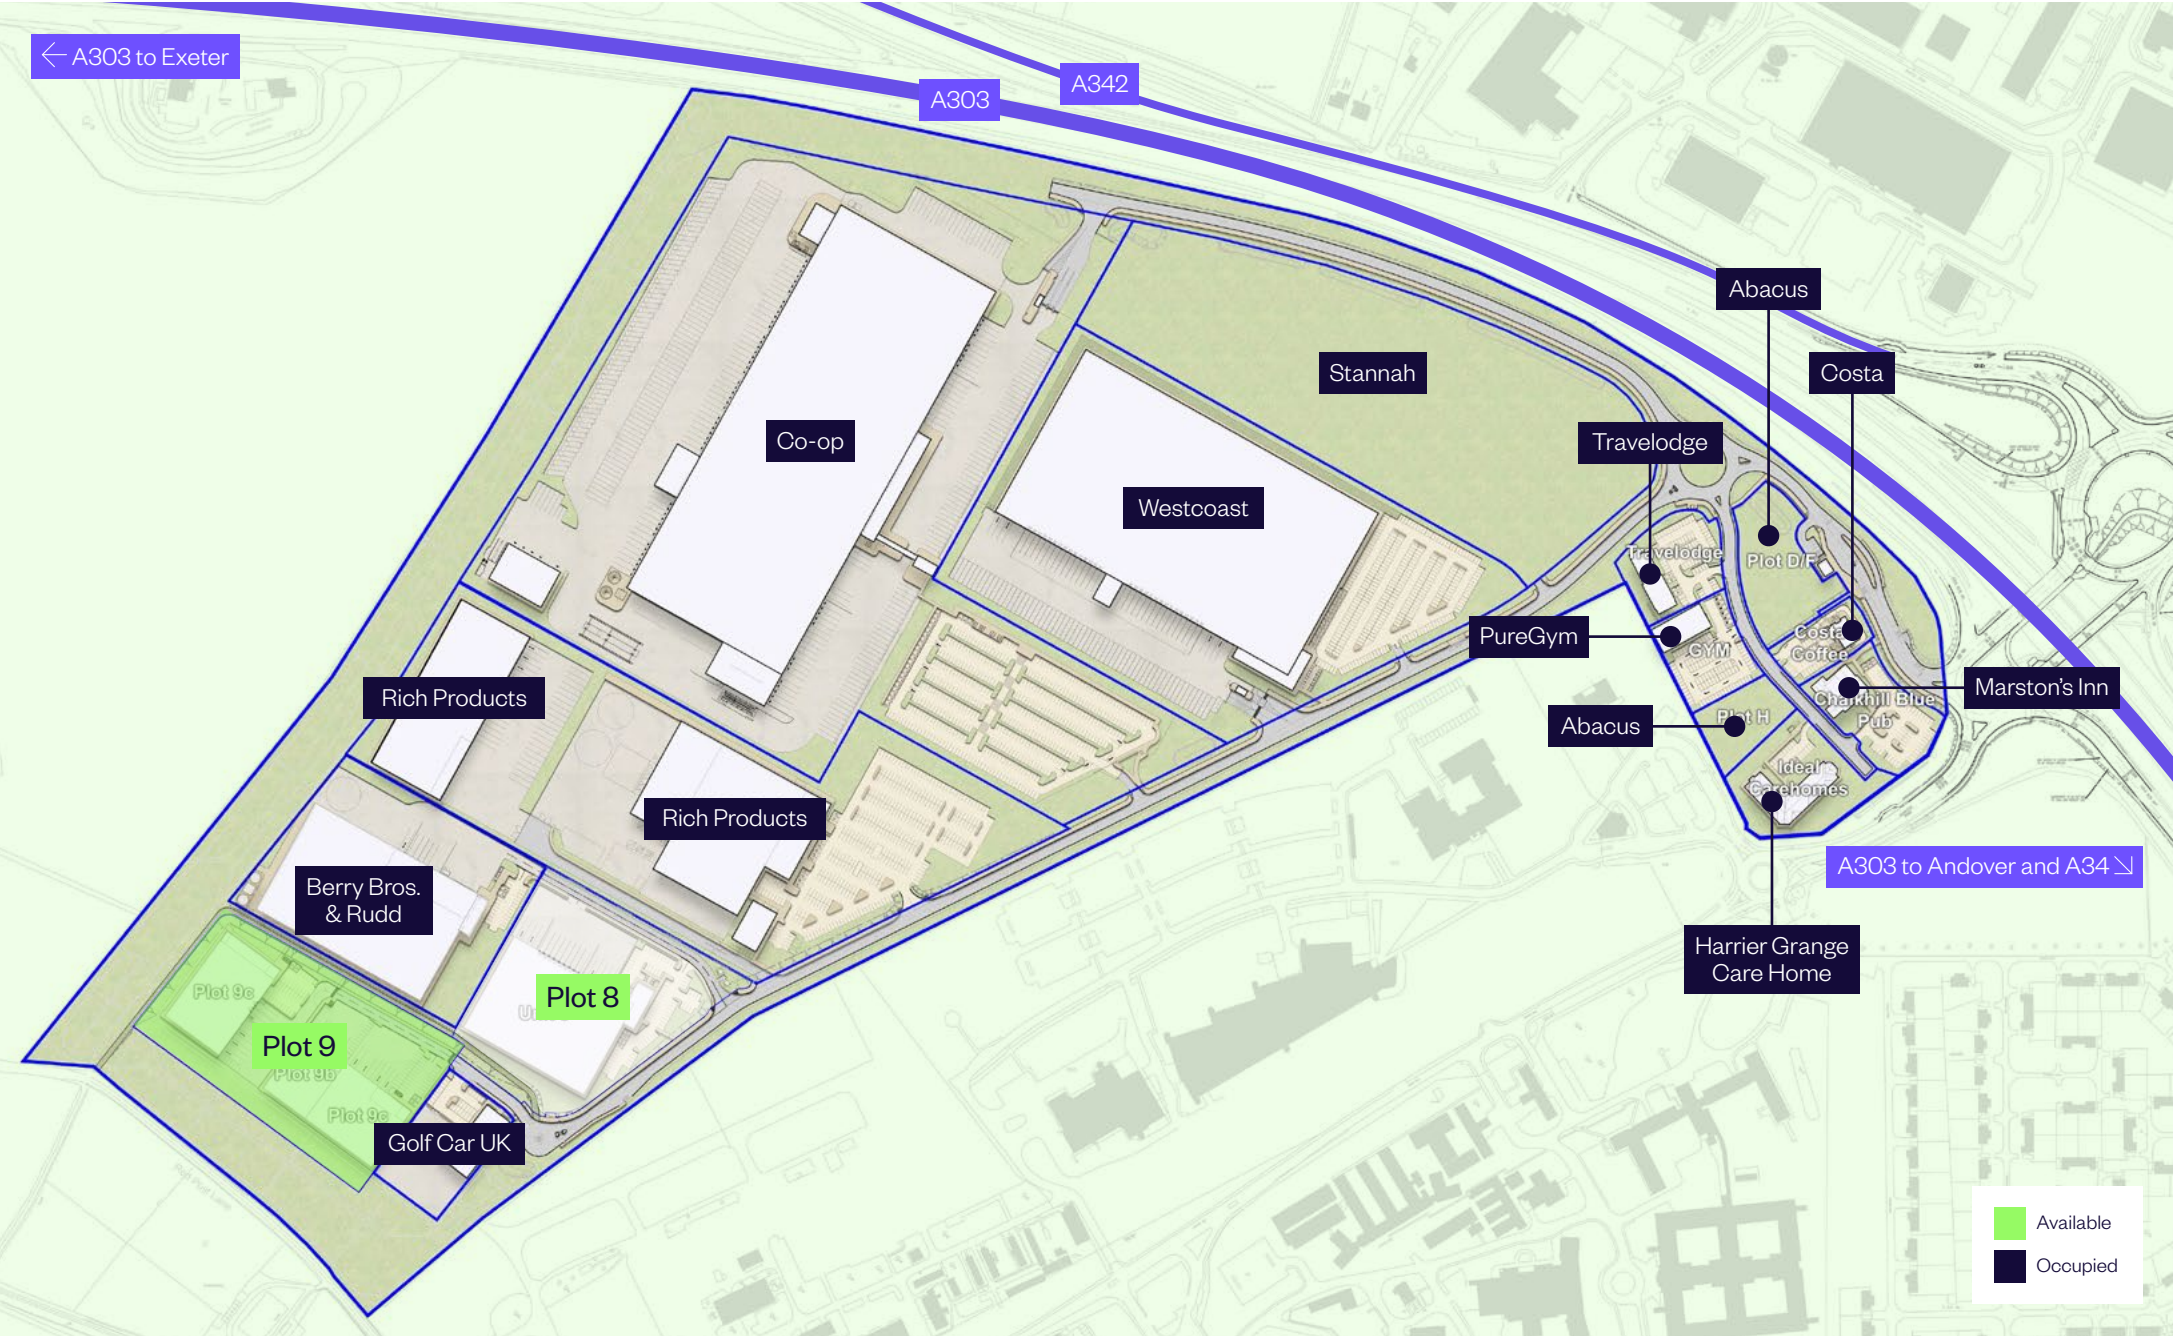 ← A303 to Exeter
A303
A342
Abacus
Costa
Stannah
Travelodge
Co-op
Westcoast
Travelodge
Plot D/F
PureGym
GYM
Costa
Coffee
Marston's Inn
Chalkhill Blue
Pub
Rich Products
Abacus
Plot H
Ideal
Carehomes
Rich Products
A303 to Andover and A34 ↘
Berry Bros.
& Rudd
Harrier Grange
Care Home
Plot 9c
Plot 8
Plot 9
Plot 9b
Plot 9c
Golf Car UK
Available
Occupied